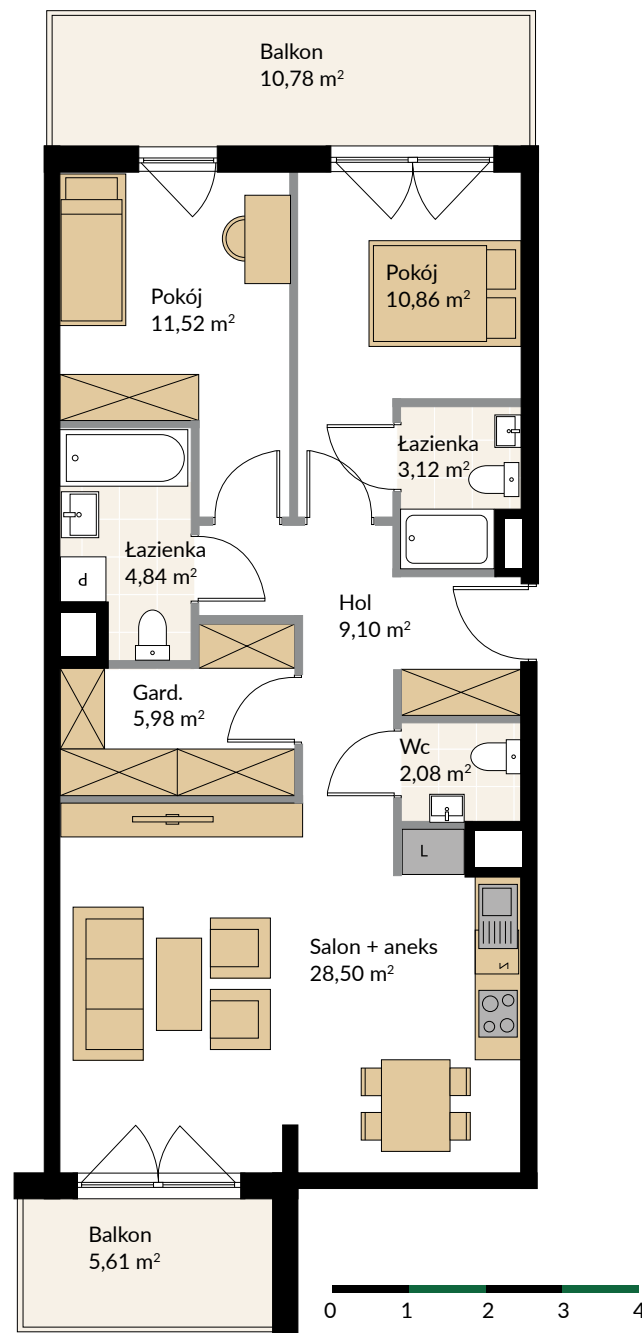 Balkon
10,78 m²
Pokój
11,52 m²
Pokój
10,86 m²
Łazienka
3,12 m²
Łazienka
4,84 m²
P
Hol
9,10 m²
Gard.
5,98 m²
Wc
2,08 m²
L
Salon + aneks
28,50 m²
N
Balkon
5,61 m²
0 1 2 3 4